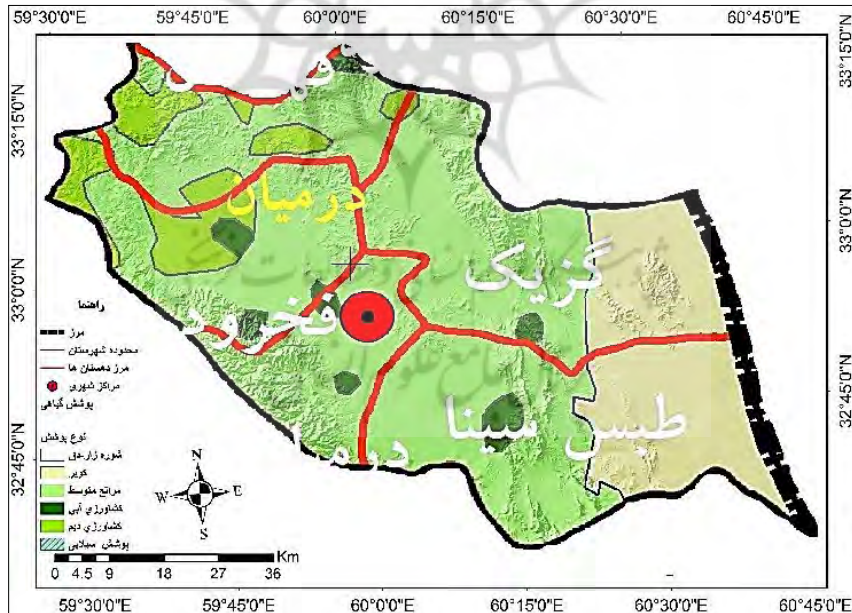 59°30'0"E 59°45'0"E 60°0'0"E 60°15'0"E 60°30'0"E 60°45'0"E
33°15'0"N
33°0'0"N
32°45'0"N
33°15'0"N
33°0'0"N
32°45'0"N
درمیان
گزیک
فخرود
طبس سینا
راهنما
مرز
محدوده شهرستان
مرز دهستان ها
مراکز شهری
پوشش گیاهی
نوع پوشش
شوره زار-دق
کویر
مراتع متوسط
کشاورزی آبی
کشاورزی دیم
پوشش سیلابی
N
W E
S
Km
0 4.5 9 18 27 36
59°30'0"E 59°45'0"E 60°0'0"E 60°15'0"E 60°30'0"E 60°45'0"E